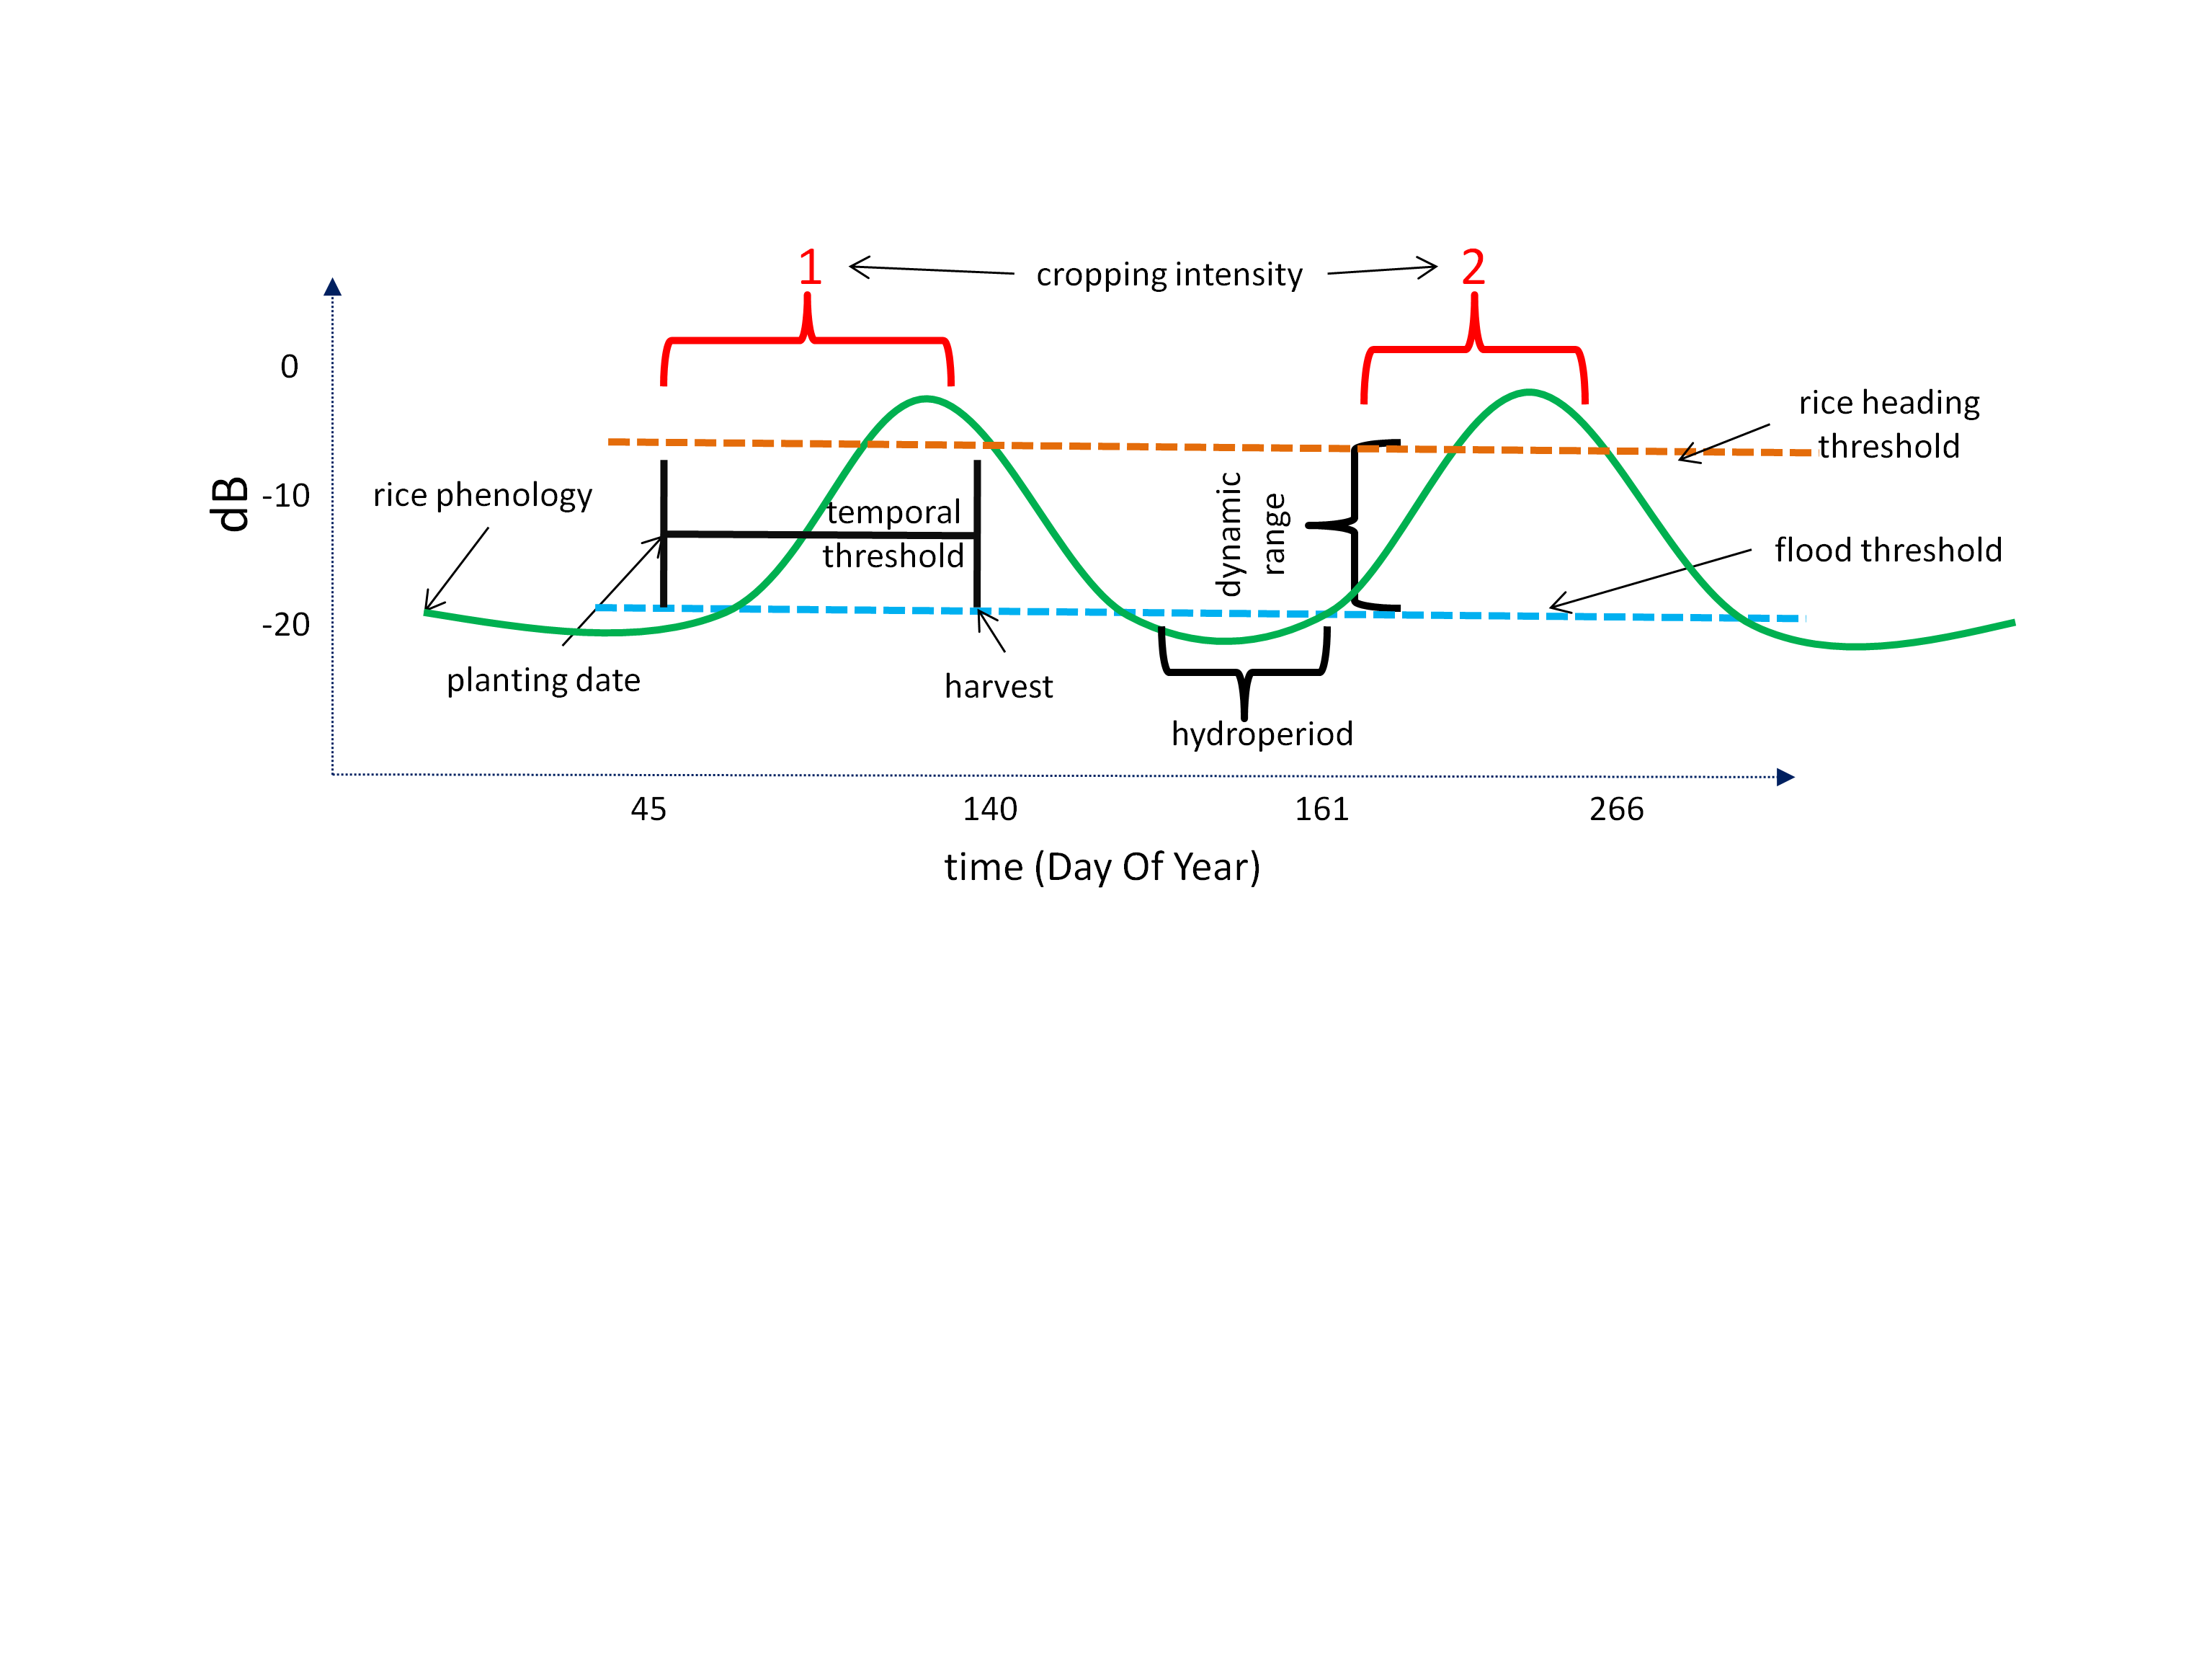 1
cropping intensity
2
0
-10
-20
dB
rice phenology
temporal
threshold
dynamic
range
rice heading
threshold
flood threshold
planting date
harvest
hydroperiod
45
140
161
266
time (Day Of Year)